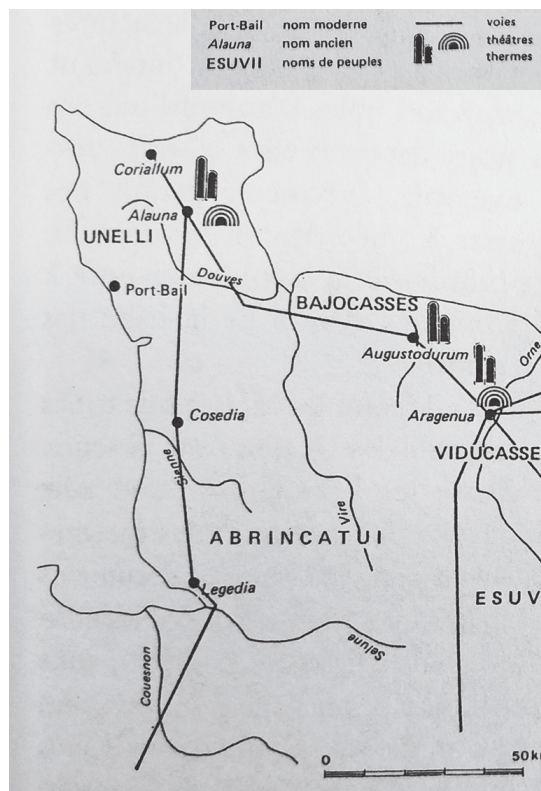 Port-Bail nom moderne voies
Alauna nom ancien théâtres
ESUVII noms de peuples thermes
Coriallum
Alauna
UNELLI
Douves
Port-Bail
BAJOCASSES
Augustodurum
Orne
Aragenua
Cosedia
VIDUCASSE
Sienne
Vire
ABRINCATUI
Legedia
ESUV
Selune
Couesnon
0 50 k